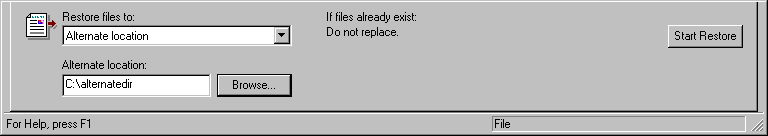 Restore files to:
Alternate location
If files already exist:
Do not replace.
Start Restore
Alternate location:
C:\alternatedir
Browse...
For Help, press F1
File